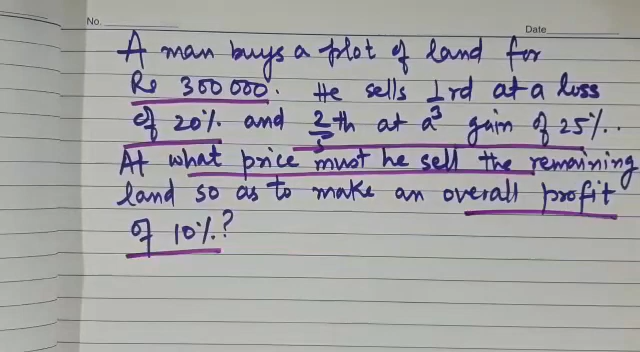 No.
Date
A man buys a plot of land for
Rs 300 000. He sells 1/3rd at a loss
of 20% and 2/5th at a gain of 25%..
At what price must he sell the remaining
land so as to make an overall profit
of 10%?